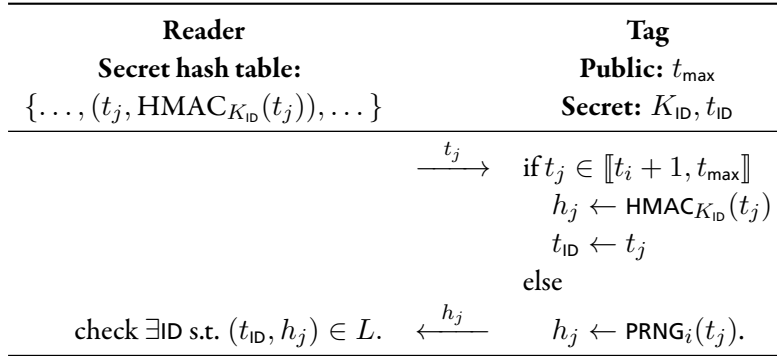 Reader Tag
Secret hash table: Public: t_max
{..., (t_j, HMAC_{K_ID}(t_j)), ...} Secret: K_ID, t_ID
t_j → if t_j ∈ ⟦t_i + 1, t_max⟧
h_j ← HMAC_{K_ID}(t_j)
t_ID ← t_j
else
check ∃ID s.t. (t_ID, h_j) ∈ L. ←h_j h_j ← PRNG_i(t_j).